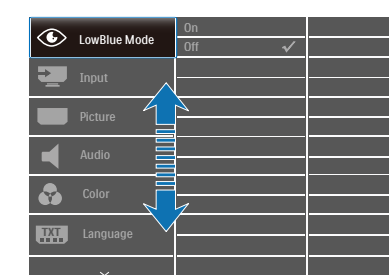 LowBlue Mode
On
Off
Input
Picture
Audio
Color
TXT
Language